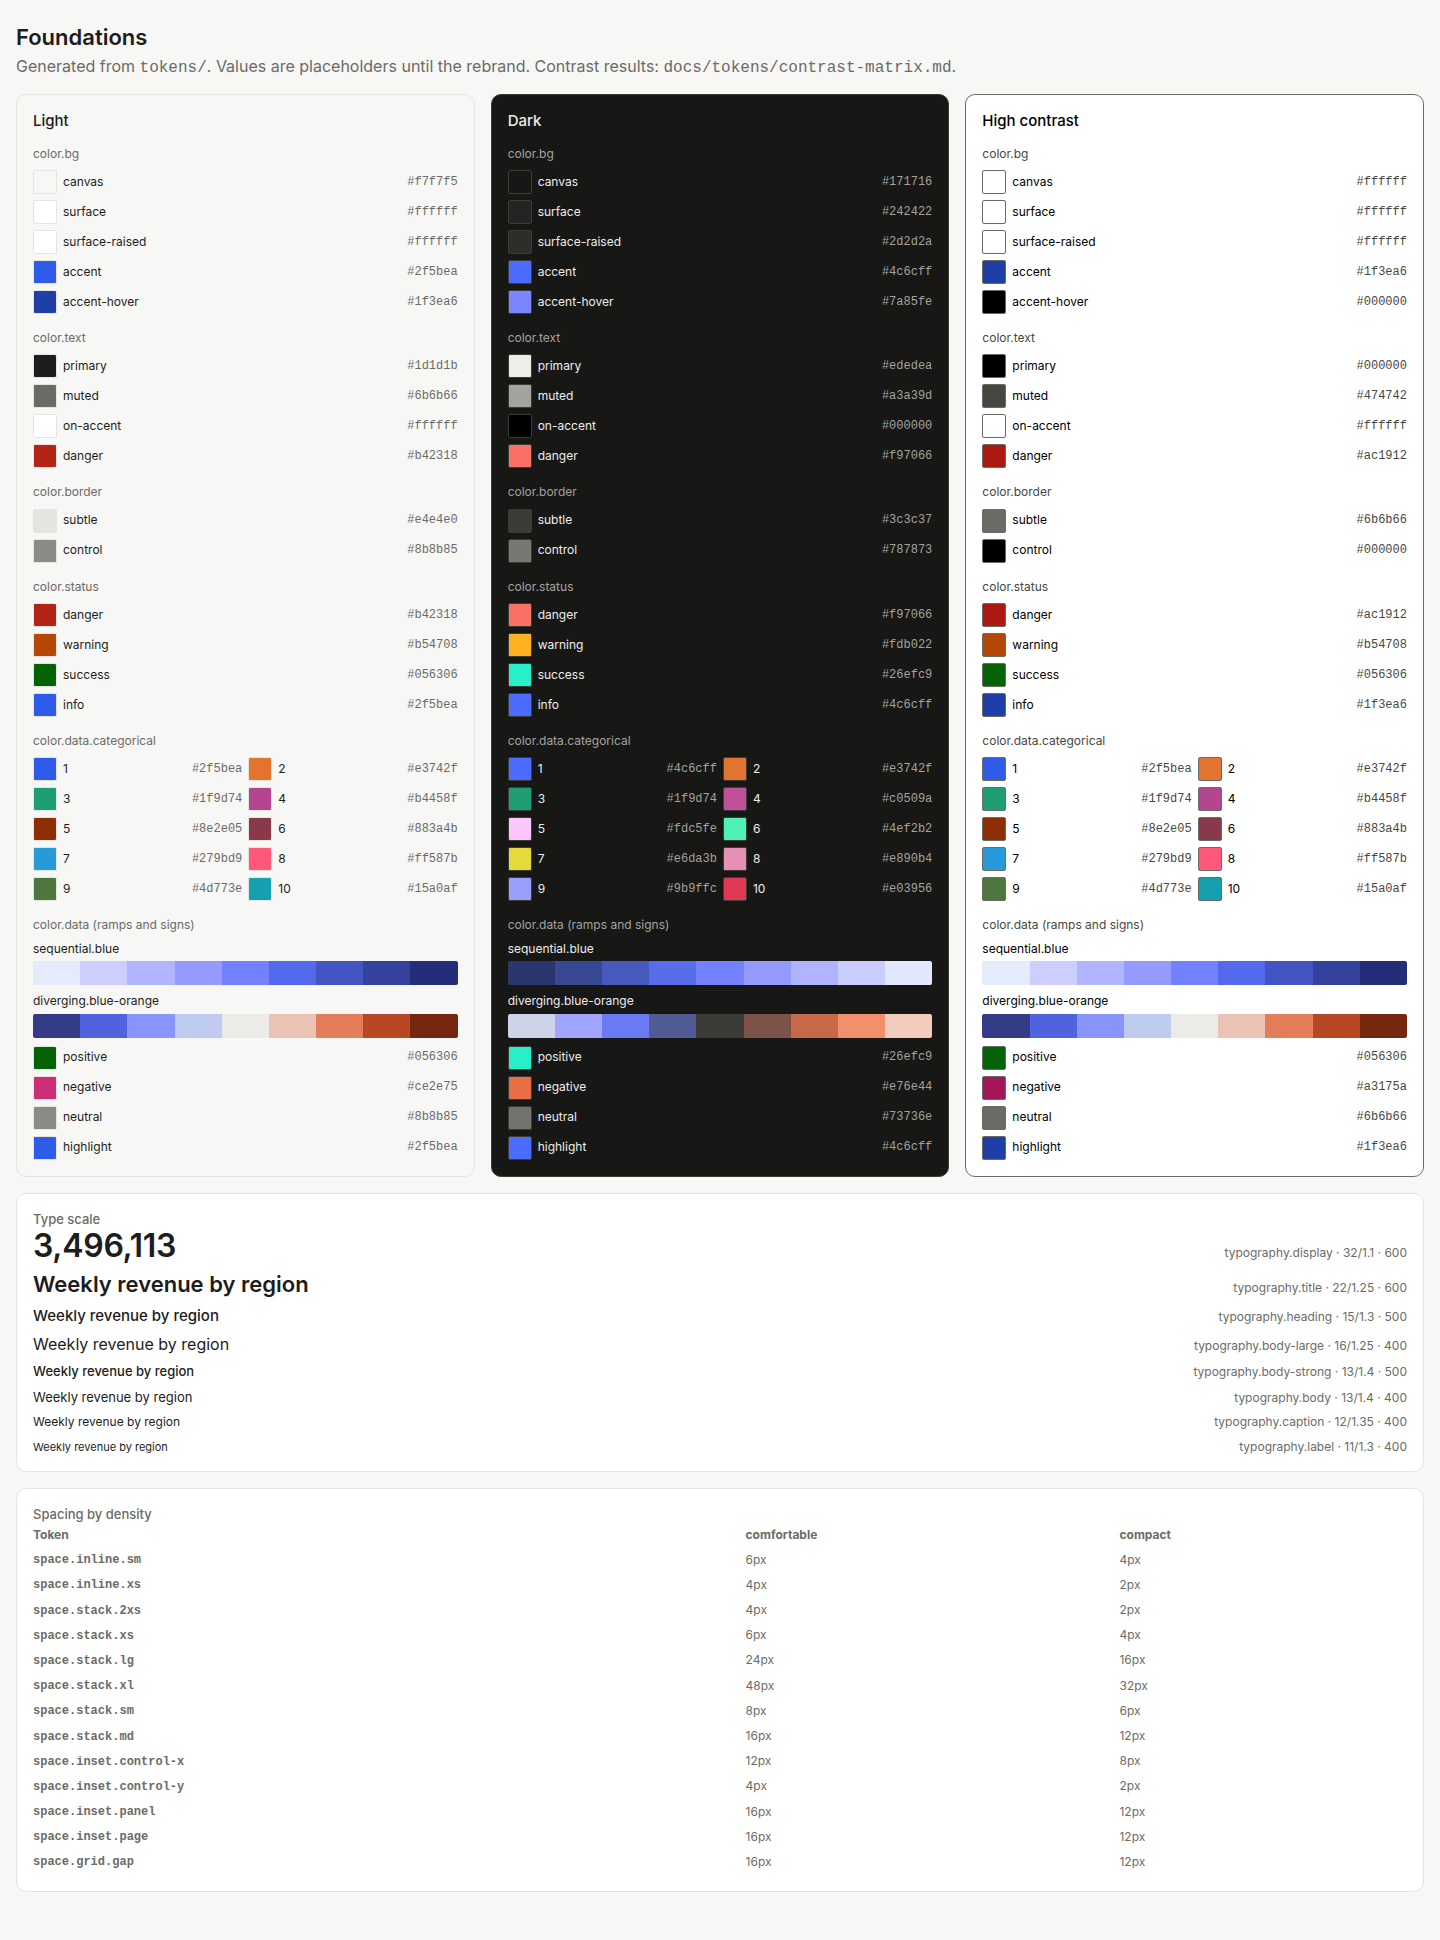 Foundations
Generated from tokens/. Values are placeholders until the rebrand. Contrast results: docs/tokens/contrast-matrix.md.
Light
color.bg
canvas #f7f7f5
surface #ffffff
surface-raised #ffffff
accent #2f5bea
accent-hover #1f3ea6
color.text
primary #1d1d1b
muted #6b6b66
on-accent #ffffff
danger #b42318
color.border
subtle #e4e4e0
control #8b8b85
color.status
danger #b42318
warning #b54708
success #056306
info #2f5bea
color.data.categorical
1 #2f5bea 2 #e3742f
3 #1f9d74 4 #b4458f
5 #8e2e05 6 #883a4b
7 #279bd9 8 #ff587b
9 #4d773e 10 #15a0af
color.data (ramps and signs)
sequential.blue
diverging.blue-orange
positive #056306
negative #ce2e75
neutral #8b8b85
highlight #2f5bea
Dark
color.bg
canvas #171716
surface #242422
surface-raised #2d2d2a
accent #4c6cff
accent-hover #7a85fe
color.text
primary #ededea
muted #a3a39d
on-accent #000000
danger #f97066
color.border
subtle #3c3c37
control #787873
color.status
danger #f97066
warning #fdb022
success #26efc9
info #4c6cff
color.data.categorical
1 #4c6cff 2 #e3742f
3 #1f9d74 4 #c0509a
5 #fdc5fe 6 #4ef2b2
7 #e6da3b 8 #e890b4
9 #9b9ffc 10 #e03956
color.data (ramps and signs)
sequential.blue
diverging.blue-orange
positive #26efc9
negative #e76e44
neutral #73736e
highlight #4c6cff
High contrast
color.bg
canvas #ffffff
surface #ffffff
surface-raised #ffffff
accent #1f3ea6
accent-hover #000000
color.text
primary #000000
muted #474742
on-accent #ffffff
danger #ac1912
color.border
subtle #6b6b66
control #000000
color.status
danger #ac1912
warning #b54708
success #056306
info #1f3ea6
color.data.categorical
1 #2f5bea 2 #e3742f
3 #1f9d74 4 #b4458f
5 #8e2e05 6 #883a4b
7 #279bd9 8 #ff587b
9 #4d773e 10 #15a0af
color.data (ramps and signs)
sequential.blue
diverging.blue-orange
positive #056306
negative #a3175a
neutral #6b6b66
highlight #1f3ea6
Type scale
3,496,113 typography.display · 32/1.1 · 600
Weekly revenue by region typography.title · 22/1.25 · 600
Weekly revenue by region typography.heading · 15/1.3 · 500
Weekly revenue by region typography.body-large · 16/1.25 · 400
Weekly revenue by region typography.body-strong · 13/1.4 · 500
Weekly revenue by region typography.body · 13/1.4 · 400
Weekly revenue by region typography.caption · 12/1.35 · 400
Weekly revenue by region typography.label · 11/1.3 · 400
Spacing by density
Token comfortable compact
space.inline.sm 6px 4px
space.inline.xs 4px 2px
space.stack.2xs 4px 2px
space.stack.xs 6px 4px
space.stack.lg 24px 16px
space.stack.xl 48px 32px
space.stack.sm 8px 6px
space.stack.md 16px 12px
space.inset.control-x 12px 8px
space.inset.control-y 4px 2px
space.inset.panel 16px 12px
space.inset.page 16px 12px
space.grid.gap 16px 12px